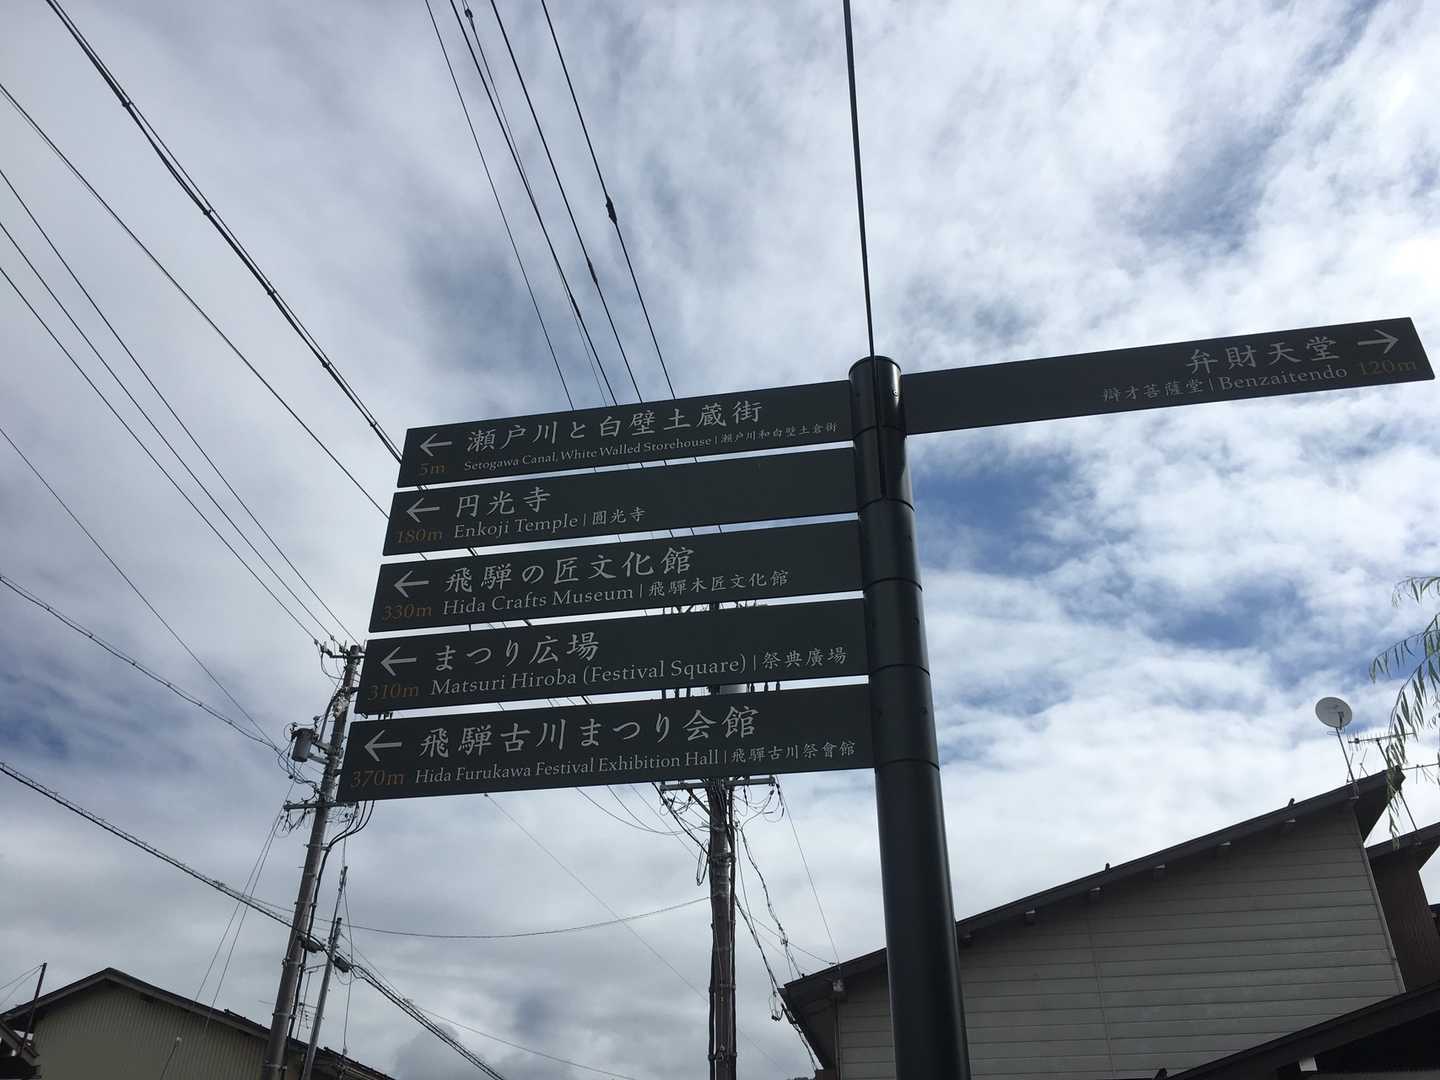 弁財天堂 →
辯才菩薩堂 | Benzaitendo 120m
← 瀬戸川と白壁土蔵街
5m Setogawa Canal, White Walled Storehouse | 瀬戸川和白壁土倉街
← 円光寺
180m Enkoji Temple | 圓光寺
← 飛騨の匠文化館
330m Hida Crafts Museum | 飛驒木匠文化館
← まつり広場
310m Matsuri Hiroba (Festival Square) | 祭典廣場
← 飛騨古川まつり会館
370m Hida Furukawa Festival Exhibition Hall | 飛驒古川祭會館